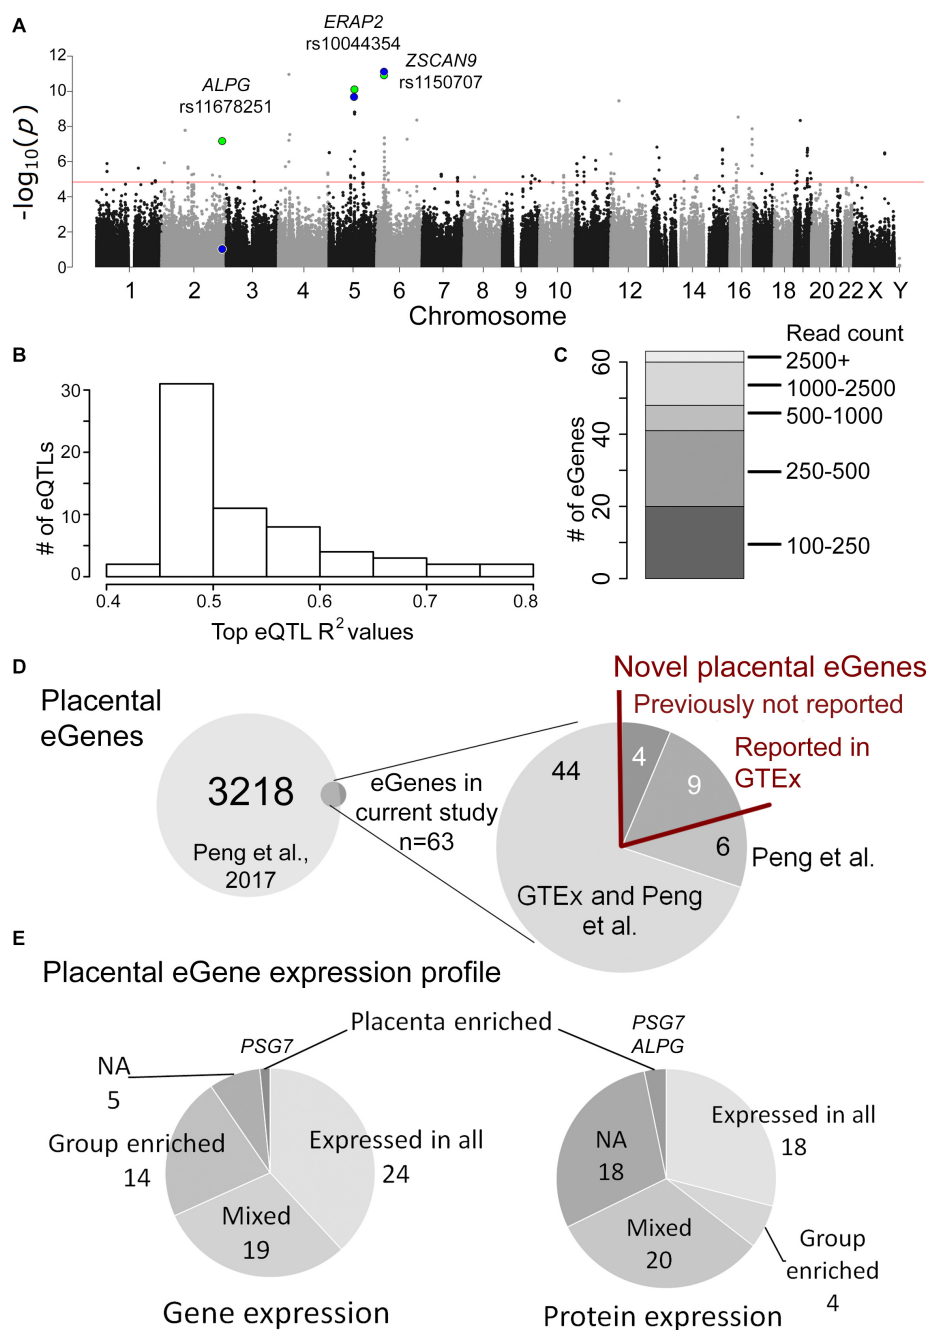 A
ERAP2
rs10044354
ZSCAN9
rs1150707
ALPG
rs11678251
-log10(p)
12
10
8
6
4
2
0
1 2 3 4 5 6 7 8 9 10 12 14 16 18 20 22 X Y
Chromosome
B
# of eQTLs
30
20
10
0
0.4 0.5 0.6 0.7 0.8
Top eQTL R2 values
C
Read count
# of eGenes
60
40
20
0
2500+
1000-2500
500-1000
250-500
100-250
D
Placental
eGenes
3218
Peng et al.,
2017
eGenes in
current study
n=63
Novel placental eGenes
Previously not reported
Reported in
GTEx
44
4
9
6
Peng et al.
GTEx and Peng
et al.
E
Placental eGene expression profile
Placenta enriched
PSG7
NA
5
Group enriched
14
Expressed in all
24
Mixed
19
Gene expression
PSG7
ALPG
Expressed in all
18
NA
18
Mixed
20
Group
enriched
4
Protein expression